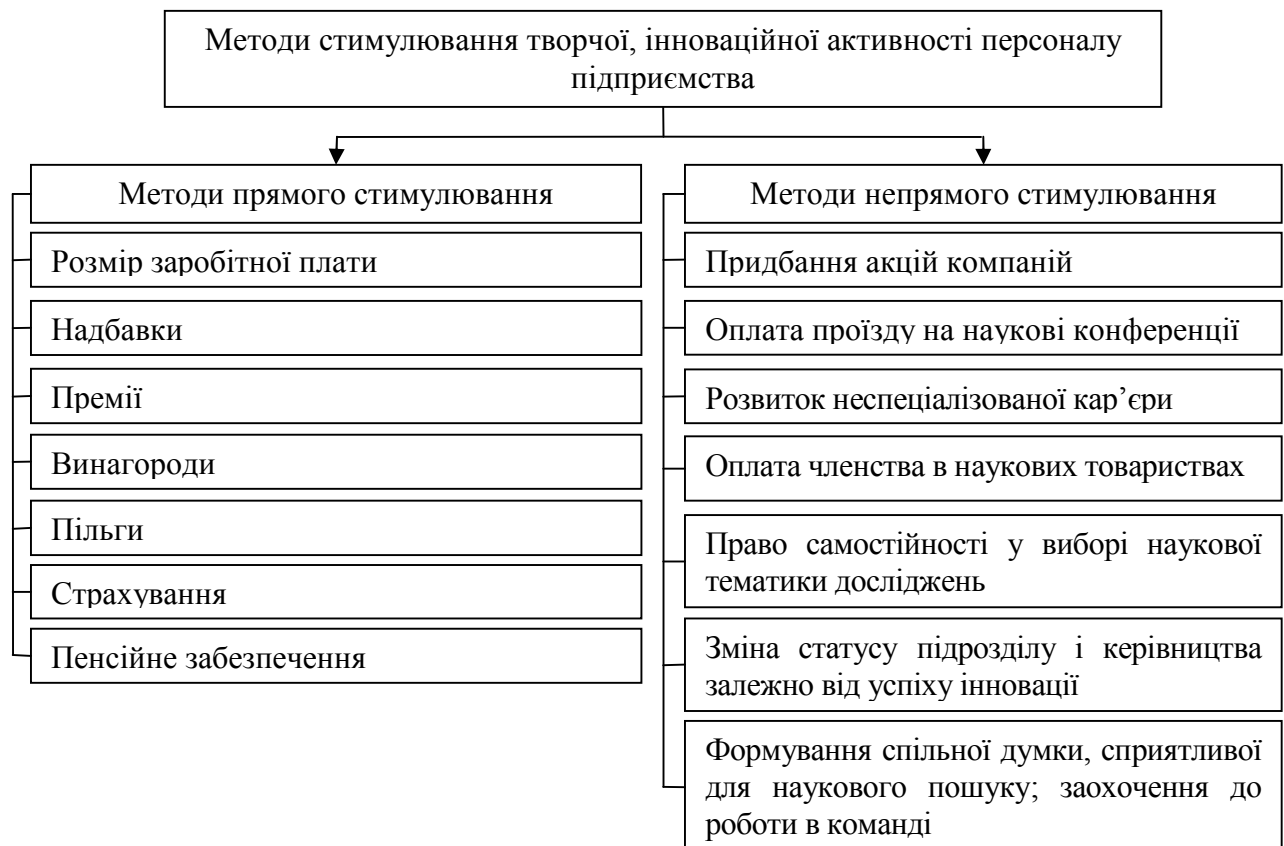 Методи стимулювання творчої, інноваційної активності персоналу
підприємства
Методи прямого стимулювання
Розмір заробітної плати
Надбавки
Премії
Винагороди
Пільги
Страхування
Пенсійне забезпечення
Методи непрямого стимулювання
Придбання акцій компаній
Оплата проїзду на наукові конференції
Розвиток неспеціалізованої кар’єри
Оплата членства в наукових товариствах
Право самостійності у виборі наукової
тематики досліджень
Зміна статусу підрозділу і керівництва
залежно від успіху інновації
Формування спільної думки, сприятливої
для наукового пошуку; заохочення до
роботи в команді